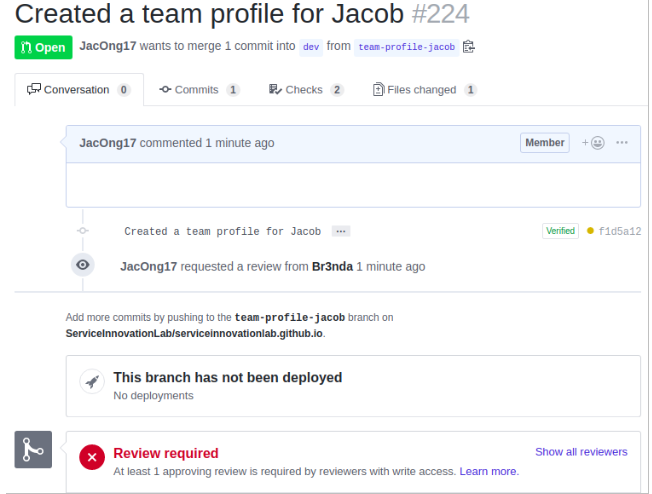 Created a team profile for Jacob #224
Open JacOng17 wants to merge 1 commit into dev from team-profile-jacob
Conversation 0 Commits 1 Checks 2 Files changed 1
JacOng17 commented 1 minute ago Member
Created a team profile for Jacob ... Verified f1d5a12
JacOng17 requested a review from Br3nda 1 minute ago
Add more commits by pushing to the team-profile-jacob branch on
ServiceInnovationLab/serviceinnovationlab.github.io.
This branch has not been deployed
No deployments
Review required Show all reviewers
At least 1 approving review is required by reviewers with write access. Learn more.